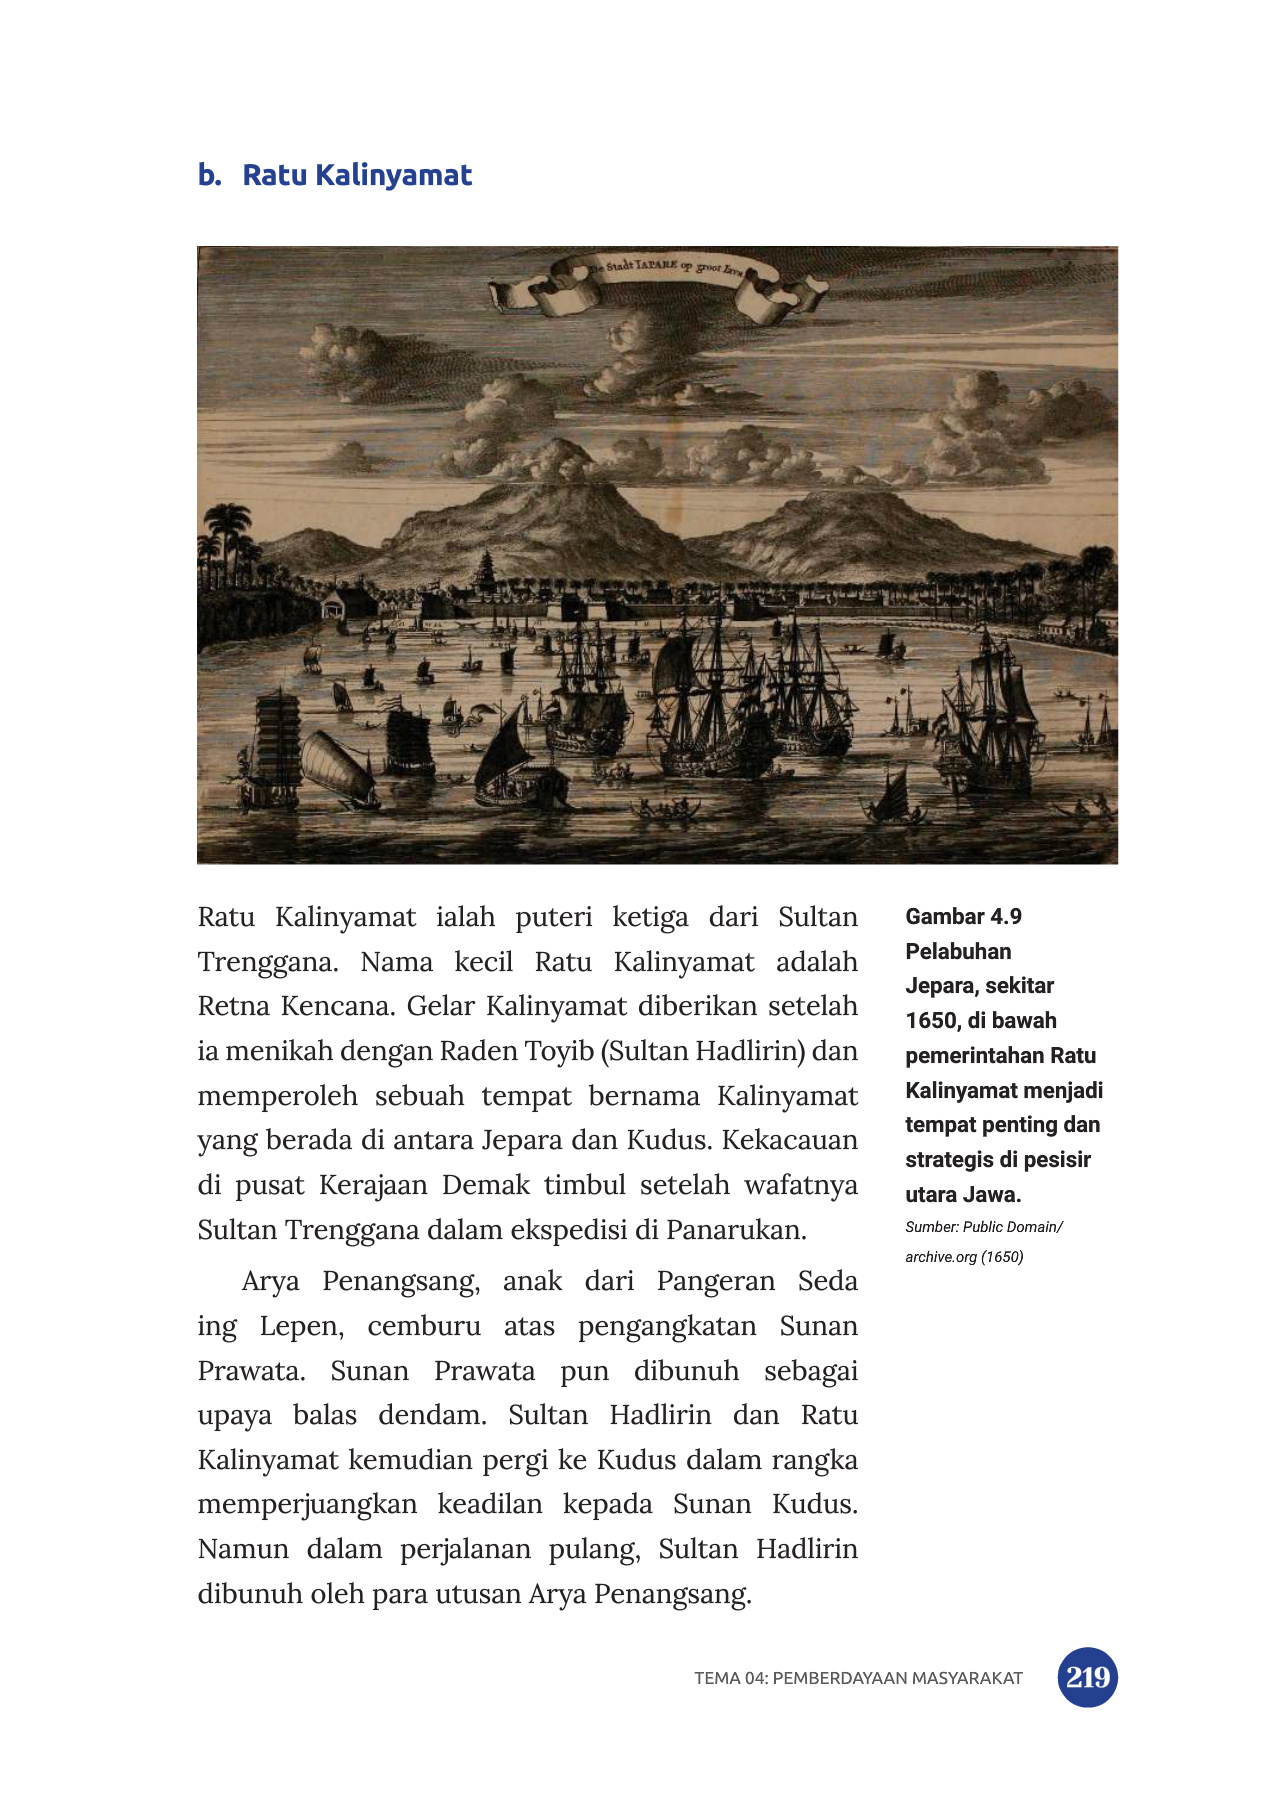 b. Ratu Kalinyamat
De Stadt IAPARE op groot Iava
Ratu Kalinyamat ialah puteri ketiga dari Sultan
Trenggana. Nama kecil Ratu Kalinyamat adalah
Retna Kencana. Gelar Kalinyamat diberikan setelah
ia menikah dengan Raden Toyib (Sultan Hadlirin) dan
memperoleh sebuah tempat bernama Kalinyamat
yang berada di antara Jepara dan Kudus. Kekacauan
di pusat Kerajaan Demak timbul setelah wafatnya
Sultan Trenggana dalam ekspedisi di Panarukan.
Arya Penangsang, anak dari Pangeran Seda
ing Lepen, cemburu atas pengangkatan Sunan
Prawata. Sunan Prawata pun dibunuh sebagai
upaya balas dendam. Sultan Hadlirin dan Ratu
Kalinyamat kemudian pergi ke Kudus dalam rangka
memperjuangkan keadilan kepada Sunan Kudus.
Namun dalam perjalanan pulang, Sultan Hadlirin
dibunuh oleh para utusan Arya Penangsang.
Gambar 4.9
Pelabuhan
Jepara, sekitar
1650, di bawah
pemerintahan Ratu
Kalinyamat menjadi
tempat penting dan
strategis di pesisir
utara Jawa.
Sumber: Public Domain/
archive.org (1650)
TEMA 04: PEMBERDAYAAN MASYARAKAT
219